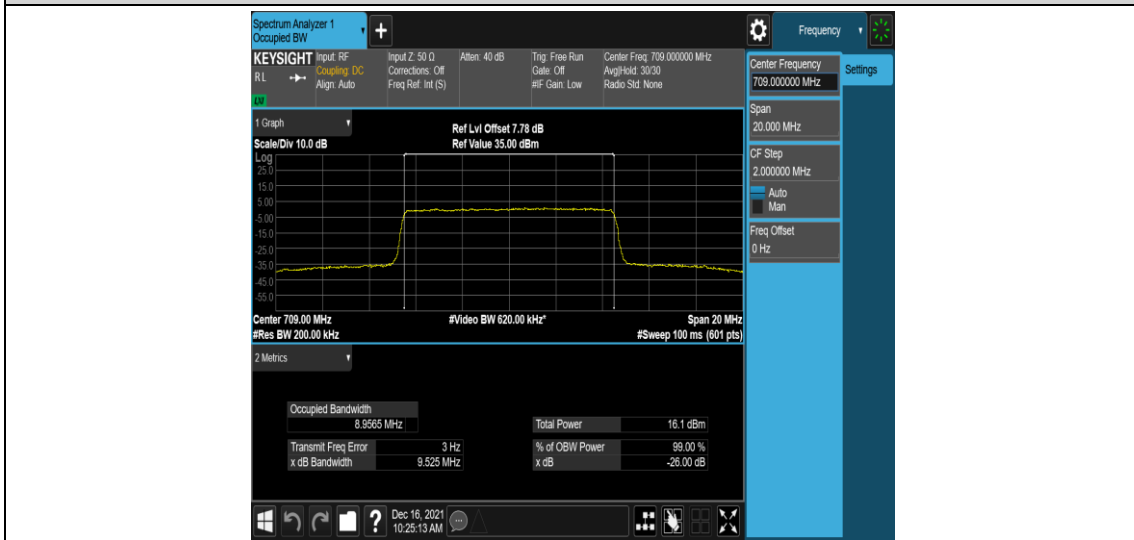 Spectrum Analyzer 1
Occupied BW
+
Frequency
KEYSIGHT
RL
Input: RF
Coupling: DC
Align: Auto
Input Z: 50 Ω
Corrections: Off
Freq Ref: Int (S)
Atten: 40 dB
Trig: Free Run
Gate: Off
#IF Gain: Low
Center Freq: 709.000000 MHz
Avg|Hold: 30/30
Radio Std: None
Center Frequency
709.000000 MHz
Settings
Span
20.000 MHz
CF Step
2.000000 MHz
Auto
Man
Freq Offset
0 Hz
1 Graph
Scale/Div 10.0 dB
Ref Lvl Offset 7.78 dB
Ref Value 35.00 dBm
Log
25.0
15.0
5.00
-5.00
-15.0
-25.0
-35.0
-45.0
-55.0
Center 709.00 MHz
#Res BW 200.00 kHz
#Video BW 620.00 kHz*
Span 20 MHz
#Sweep 100 ms (601 pts)
2 Metrics
Occupied Bandwidth
8.9565 MHz
Total Power 16.1 dBm
Transmit Freq Error 3 Hz
% of OBW Power 99.00 %
x dB Bandwidth 9.525 MHz
x dB -26.00 dB
?
Dec 16, 2021
10:25:13 AM